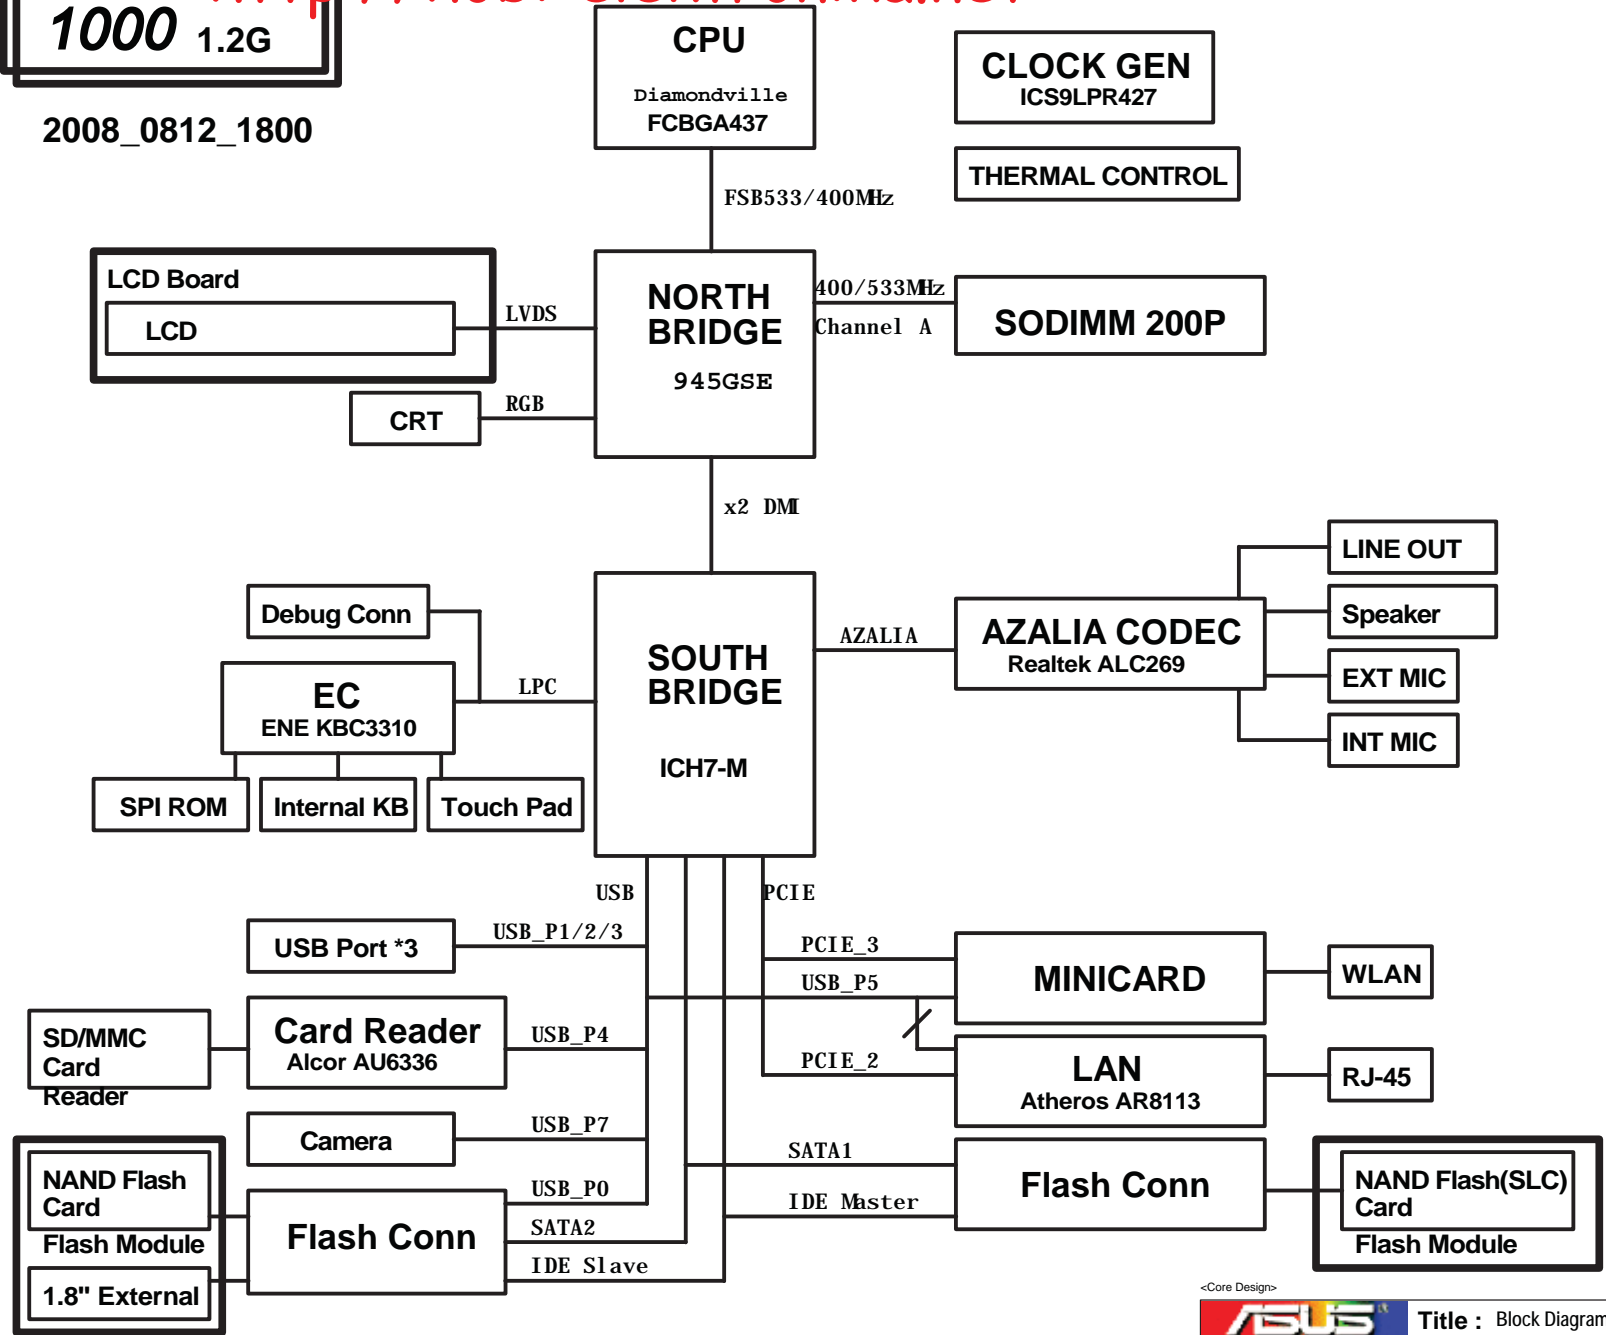 1000 1.2G
2008_0812_1800
CPU
Diamondville
FCBGA437
CLOCK GEN
ICS9LPR427
THERMAL CONTROL
FSB533/400MHz
LCD Board
LCD
LVDS
NORTH
BRIDGE
945GSE
400/533MHz
Channel A
SODIMM 200P
CRT
RGB
x2 DMI
LINE OUT
Debug Conn
Speaker
AZALIA
AZALIA CODEC
Realtek ALC269
SOUTH
BRIDGE
ICH7-M
EC
ENE KBC3310
LPC
EXT MIC
INT MIC
SPI ROM
Internal KB
Touch Pad
USB
PCIE
USB Port *3
USB_P1/2/3
PCIE_3
USB_P5
MINICARD
WLAN
SD/MMC
Card
Reader
Card Reader
Alcor AU6336
USB_P4
PCIE_2
LAN
Atheros AR8113
RJ-45
Camera
USB_P7
SATA1
NAND Flash
Card
Flash Module
1.8" External
Flash Conn
USB_P0
SATA2
IDE Slave
IDE Master
Flash Conn
NAND Flash(SLC)
Card
Flash Module
<Core Design>
ASUS
Title : Block Diagram